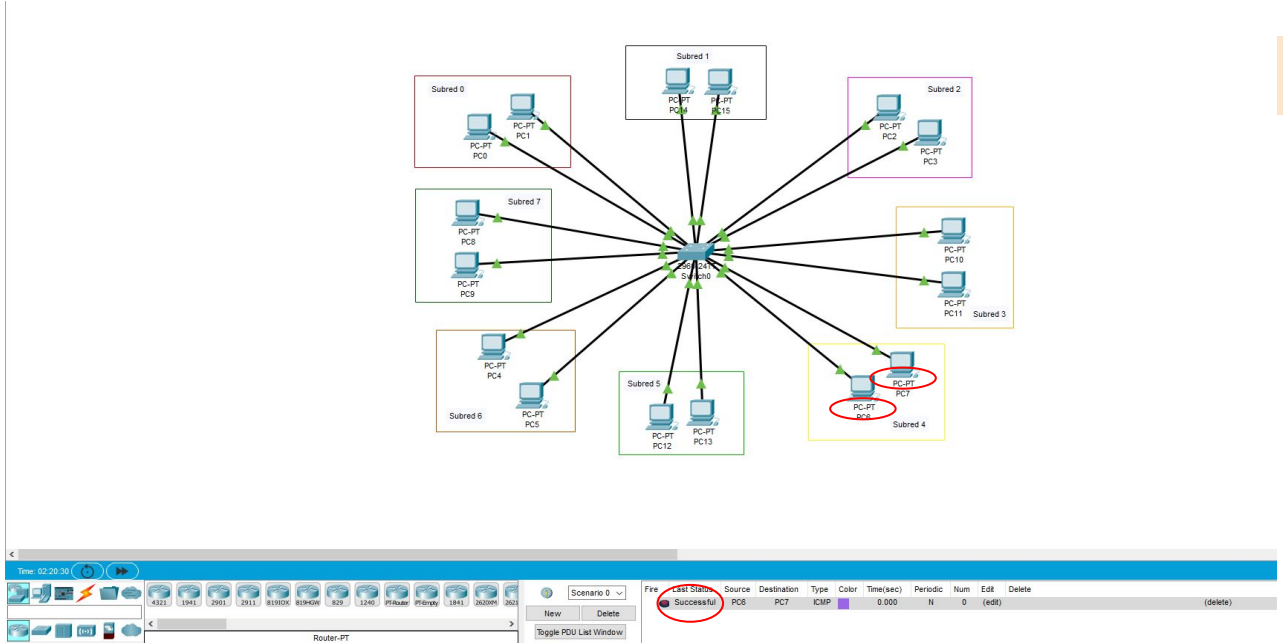 Subred 1
PC-PT
PC14
PC-PT
PC15
Subred 0
PC-PT
PC1
PC-PT
PC0
Subred 2
PC-PT
PC2
PC-PT
PC3
Subred 7
PC-PT
PC8
PC-PT
PC9
Switch0
PC-PT
PC10
PC-PT
PC11
Subred 3
PC-PT
PC4
PC-PT
PC5
Subred 6
Subred 5
PC-PT
PC12
PC-PT
PC13
PC-PT
PC7
PC-PT
PC6
Subred 4
Time: 02:20:30
4321 1941 2901 2911 819IOX 819HGW 829 1240 PT-Router PT-Empty 1841 2620XM 2621
Router-PT
Scenario 0
New Delete
Toggle PDU List Window
Fire Last Status Source Destination Type Color Time(sec) Periodic Num Edit Delete
Successful PC6 PC7 ICMP 0.000 N 0 (edit) (delete)